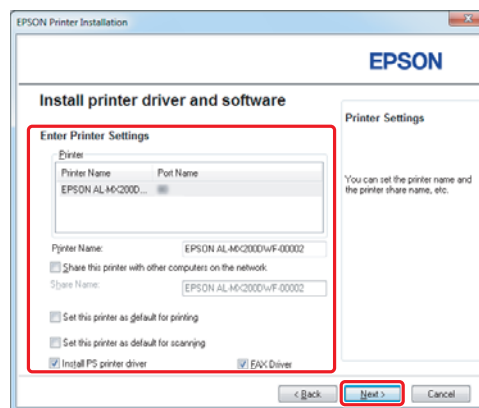 EPSON Printer Installation
EPSON
Install printer driver and software
Enter Printer Settings
Printer
Printer Name Port Name
EPSON AL-MX200D...
Printer Name: EPSON AL-MX200DWF-00002
Share this printer with other computers on the network
Share Name: EPSON AL-MX200DWF-00002
Set this printer as default for printing
Set this printer as default for scanning
Install PS printer driver FAX Driver
Printer Settings
You can set the printer name and
the printer share name, etc.
< Back Next > Cancel